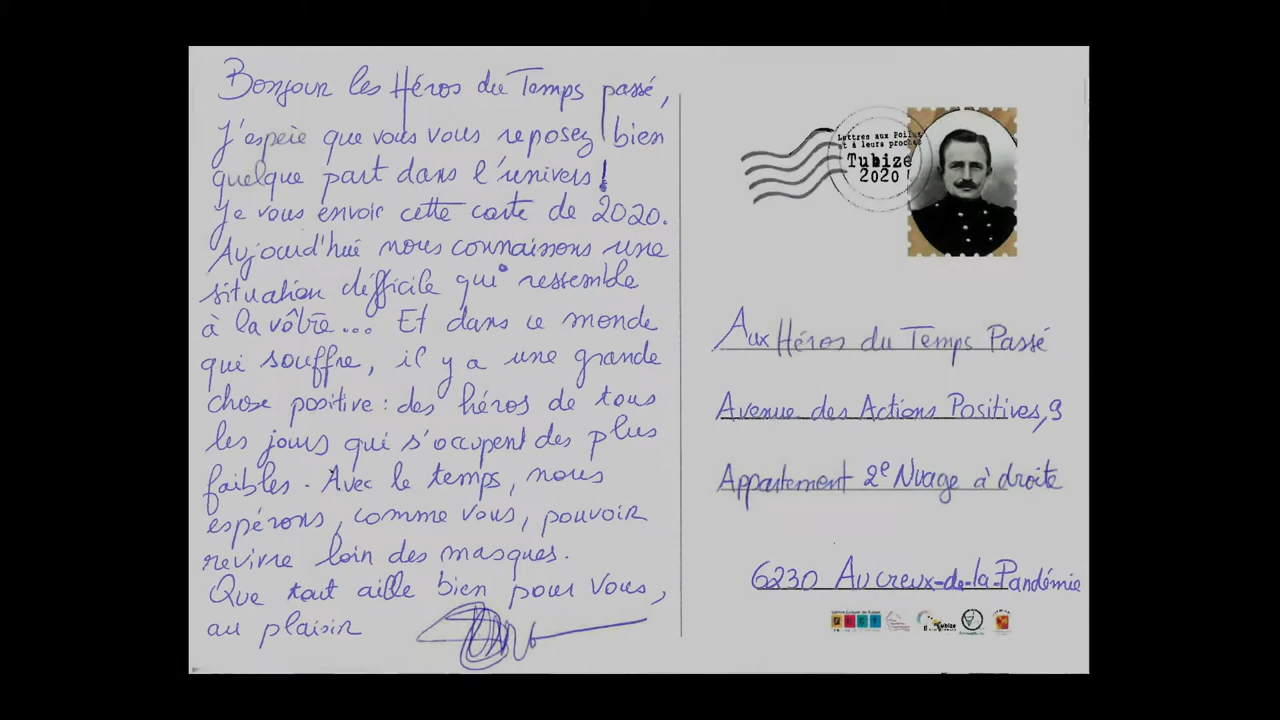 Bonjour les Héros du Temps passé,
J'espère que vous vous reposez bien
quelque part dans l'univers!
Je vous envoir cette carte de 2020.
Aujourd'hui nous connaissons une
situation difficile qui ressemble
à la vôtre... Et dans ce monde
qui souffre, il y a une grande
chose positive : des héros de tous
les jours qui s'occupent des plus
faibles. Avec le temps, nous
espérons, comme vous, pouvoir
revivre loin des masques.
Que tout aille bien pour vous,
au plaisir
Lettres aux Poilus
et à leurs proches
Tubize
2020 !
Aux Héros du Temps Passé
Avenue des Actions Positives, 9
Appartement 2e Nuage à droite
6230 Au creux-de-la-Pandémie
Tubize